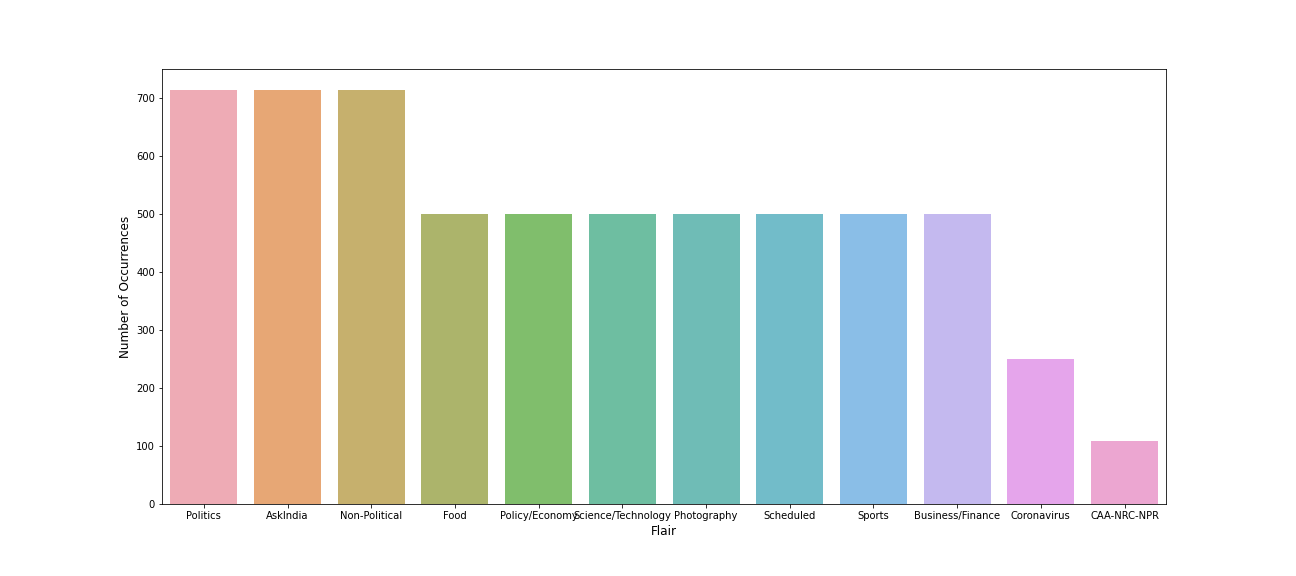 Number of Occurrences
700
600
500
400
300
200
100
0
Politics AskIndia Non-Political Food Policy/Economy Science/Technology Photography Scheduled Sports Business/Finance Coronavirus CAA-NRC-NPR
Flair